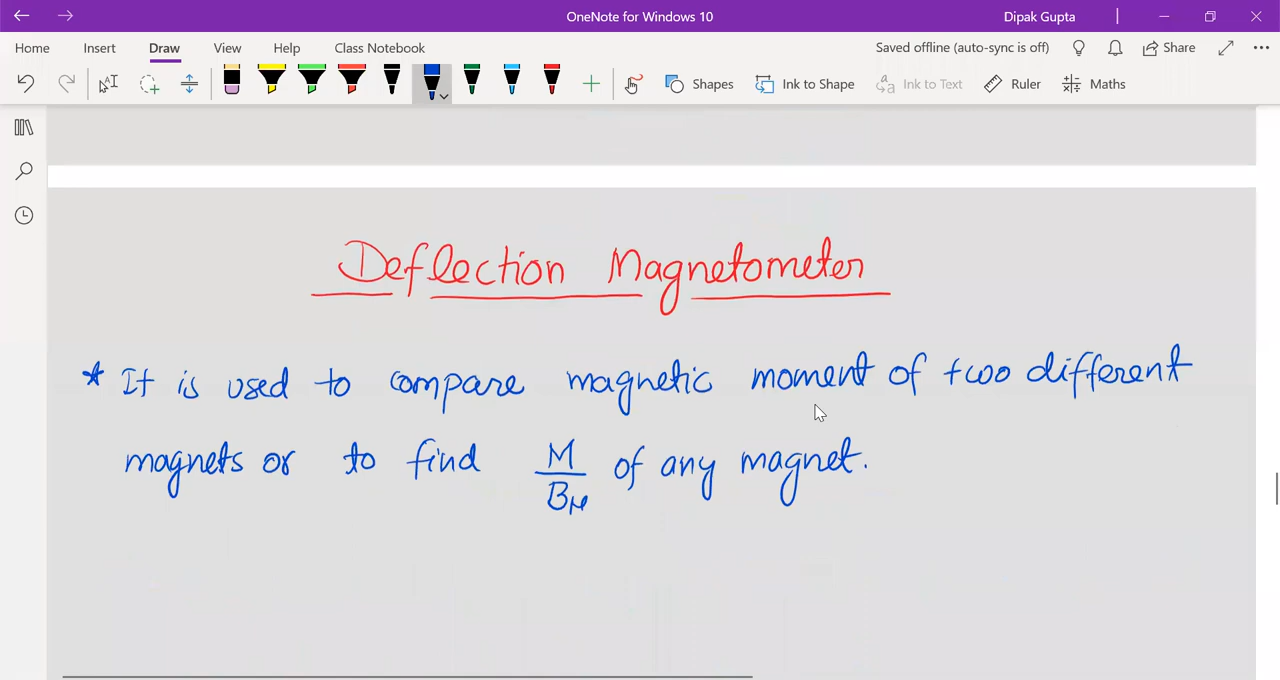 OneNote for Windows 10
Dipak Gupta
Home Insert Draw View Help Class Notebook
Saved offline (auto-sync is off) Share
Shapes Ink to Shape Ink to Text Ruler Maths
Deflection Magnetometer
* It is used to compare magnetic moment of two different
magnets or to find M/B_H of any magnet.